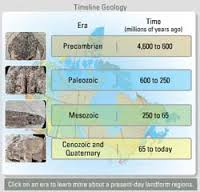 Timeline Geology
Era
Time
(millions of years ago)
Precambrian
4,600 to 600
Paleozoic
600 to 250
Mesozoic
250 to 65
Cenozoic and
Quaternary
65 to today
Click on an era to learn more about a present-day landform regions.